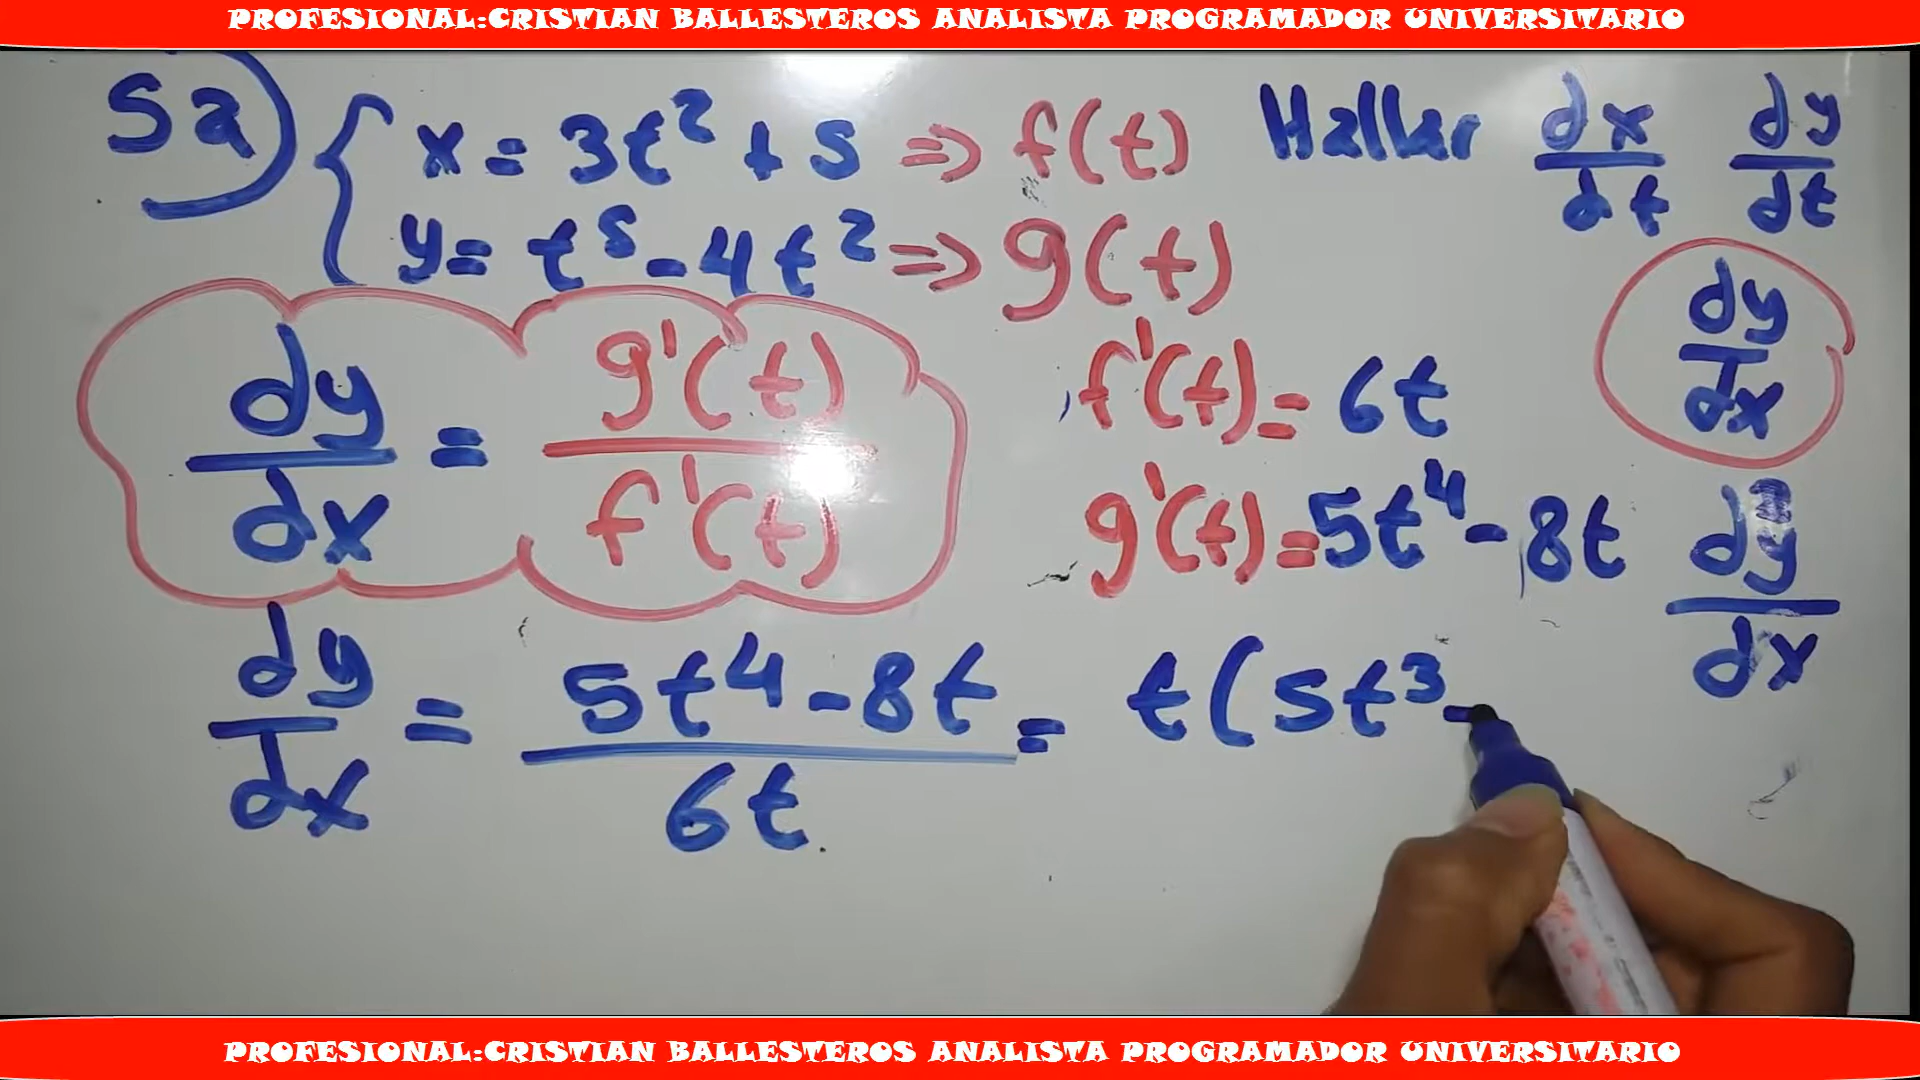 PROFESIONAL:CRISTIAN BALLESTEROS ANALISTA PROGRAMADOR UNIVERSITARIO
5a)
x = 3t² + 5 => f(t)
y = t⁵ - 4t² => g(t)
Hallar dx/dt dy/dt
dy/dx
dy/dx = g'(t)/f'(t)
f'(t) = 6t
g'(t) = 5t⁴ - 8t
dy/dx
dy/dx = 5t⁴ - 8t / 6t = t(5t³ -
PROFESIONAL:CRISTIAN BALLESTEROS ANALISTA PROGRAMADOR UNIVERSITARIO